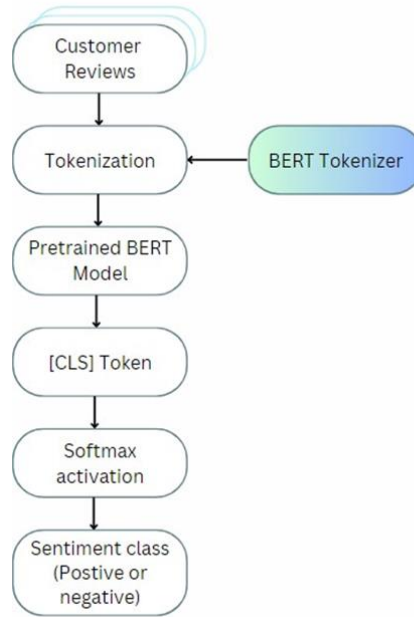 Customer
Reviews
Tokenization
BERT Tokenizer
Pretrained BERT
Model
[CLS] Token
Softmax
activation
Sentiment class
(Postive or
negative)